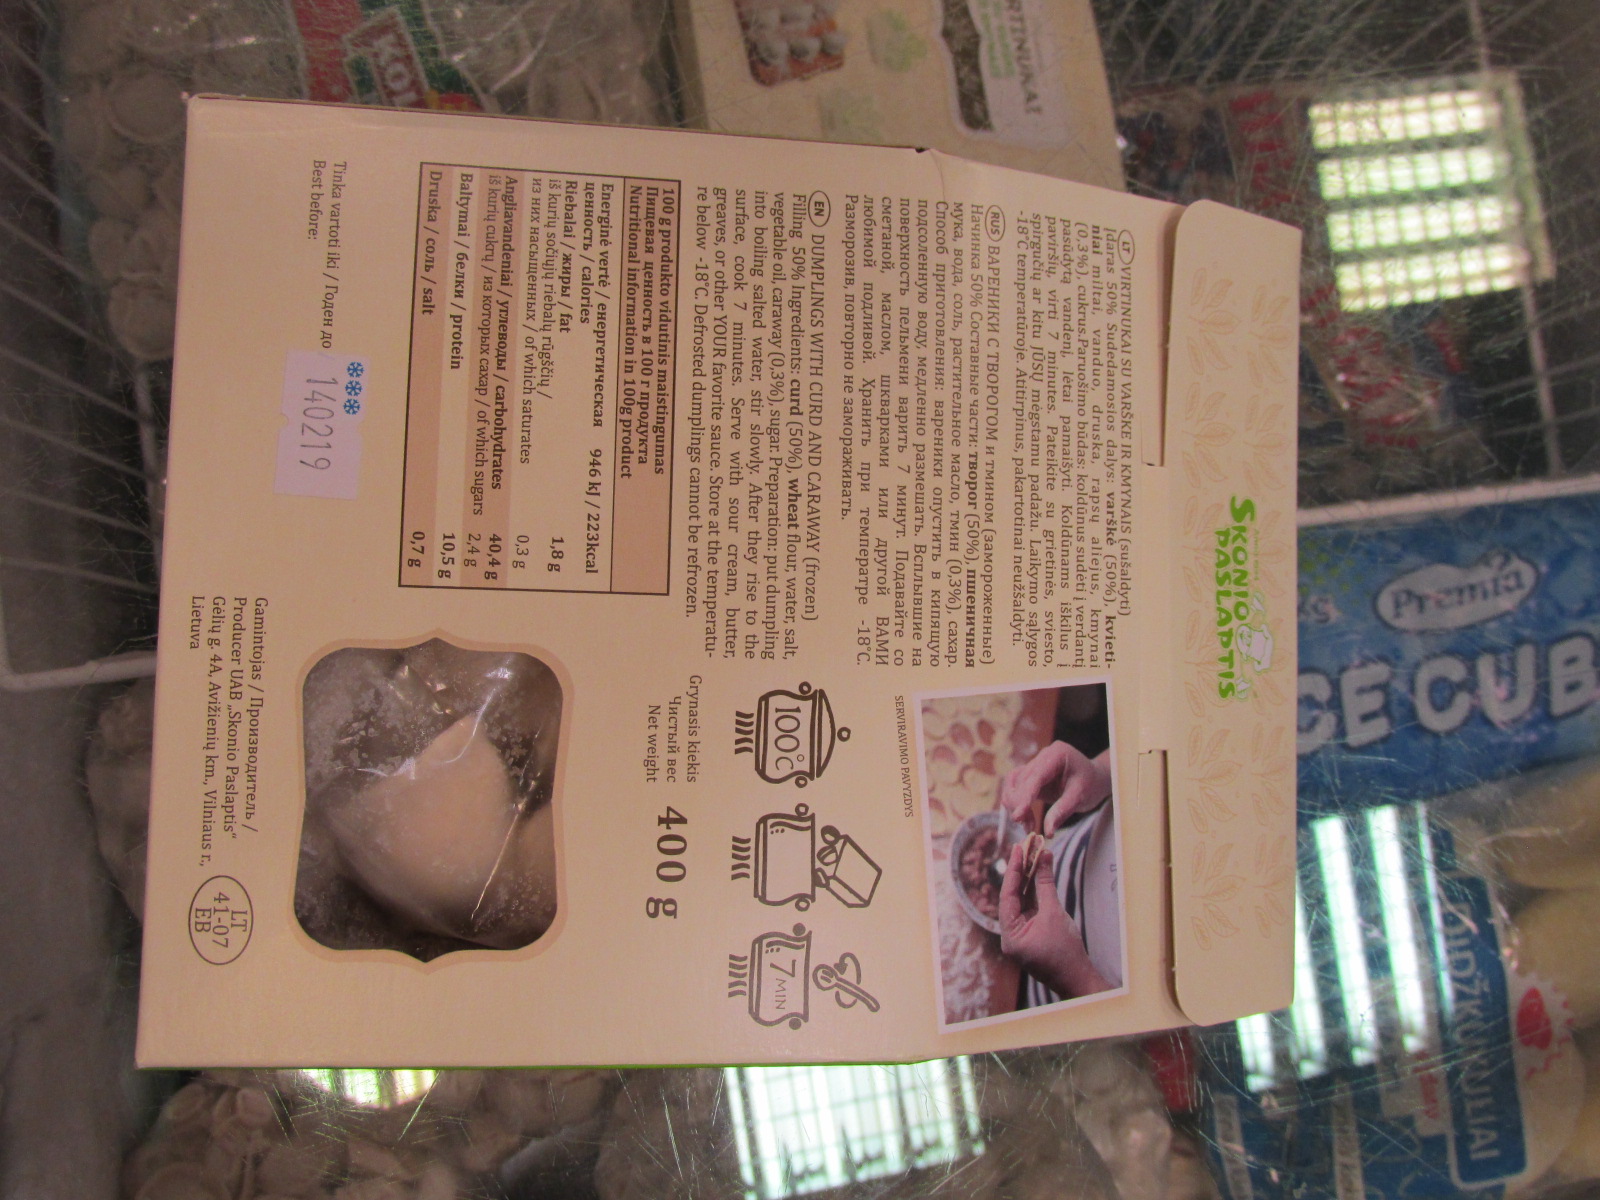 SKONIO
PASLAPTIS
LT VIRTINUKAI SU VARŠKE IR KMYNAIS (sušaldyti)
Įdaras 50% Sudedamosios dalys: varškė (50%), kvieti-
niai miltai, vanduo, druska, rapsų aliejus, kmynai
(0,3%), cukrus.Paruošimo būdas: koldūnus sudėti į verdantį
pasūdytą vandenį, lėtai pamaišyti. Koldūnams iškilus į
paviršių, virti 7 minutes. Pateikite su grietinės, sviesto,
spirgučių ar kitu JŪSŲ mėgstamu padažu. Laikymo sąlygos
-18°C temperatūroje. Atitirpinus, pakartotinai neužšaldyti.
RUS ВАРЕНИКИ С ТВОРОГОМ и тмином (замороженные)
Начинка 50% Составные части: творог (50%), пшеничная
мука, вода, соль, растительное масло, тмин (0,3%), сахар.
Способ приготовления: вареники опустить в кипящую
подсоленную воду, медленно размешать. Всплывшие на
поверхность пельмени варить 7 минут. Подавайте со
сметаной, маслом, шкварками или другой ВАМИ
любимой подливой. Хранить при температре -18°C.
Разморозив, повторно не замораживать.
EN DUMPLINGS WITH CURD AND CARAWAY (frozen)
Filling 50% Ingredients: curd (50%), wheat flour, water, salt,
vegetable oil, caraway (0,3%), sugar. Preparation: put dumpling
into boiling salted water, stir slowly. After they rise to the
surface, cook 7 minutes. Serve with sour cream, butter,
greaves, or other YOUR favorite sauce. Store at the temperatu-
re below -18°C. Defrosted dumplings cannot be refrozen.
100 g produkto vidutinis maistingumas
Пищевая ценность в 100 г продукта
Nutritional information in 100g product
Energinė vertė / енергетическая
ценность / calories 946 kJ / 223kcal
Riebalai / жиры / fat 1,8 g
iš kurių sočiųjų riebalų rūgščių /
из них насыщенных / of which saturates 0,3 g
Angliavandeniai / углеводы / carbohydrates 40,4 g
iš kurių cukrų / из которых сахар / of which sugars 2,4 g
Baltymai / белки / protein 10,5 g
Druska / соль / salt 0,7 g
Tinka vartoti iki / Годен до
Best before:
140219
SERVIRAVIMO PAVYZDYS
100°C
7 MIN
Grynasis kiekis
Чистый вес
Net weight
400 g
Gamintojas / Производитель /
Producer UAB „Skonio Paslaptis“
Gėlių g. 4A, Avižienių km., Vilniaus r.,
Lietuva
LT
41-07
EB
Premia
ICE CUB
RTINUKAI
KOL